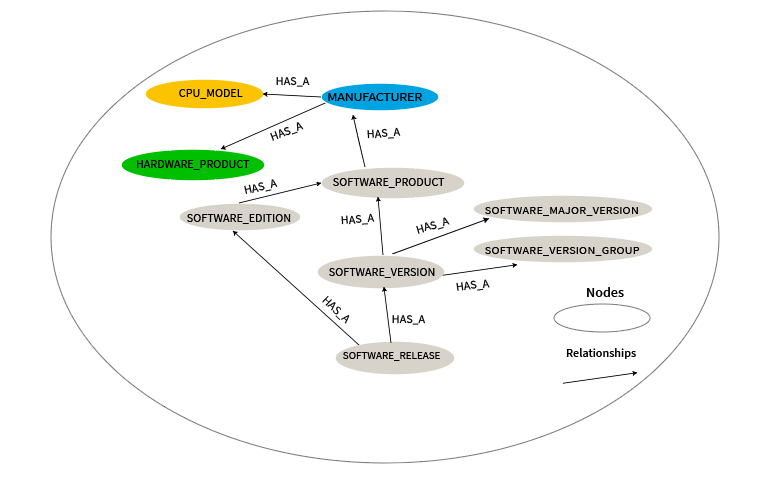 HAS_A
CPU_MODEL
MANUFACTURER
HAS_A
HAS_A
HARDWARE_PRODUCT
HAS_A
SOFTWARE_PRODUCT
SOFTWARE_EDITION
HAS_A
HAS_A
SOFTWARE_MAJOR_VERSION
SOFTWARE_VERSION_GROUP
SOFTWARE_VERSION
HAS_A
Nodes
HAS_A
HAS_A
SOFTWARE_RELEASE
Relationships